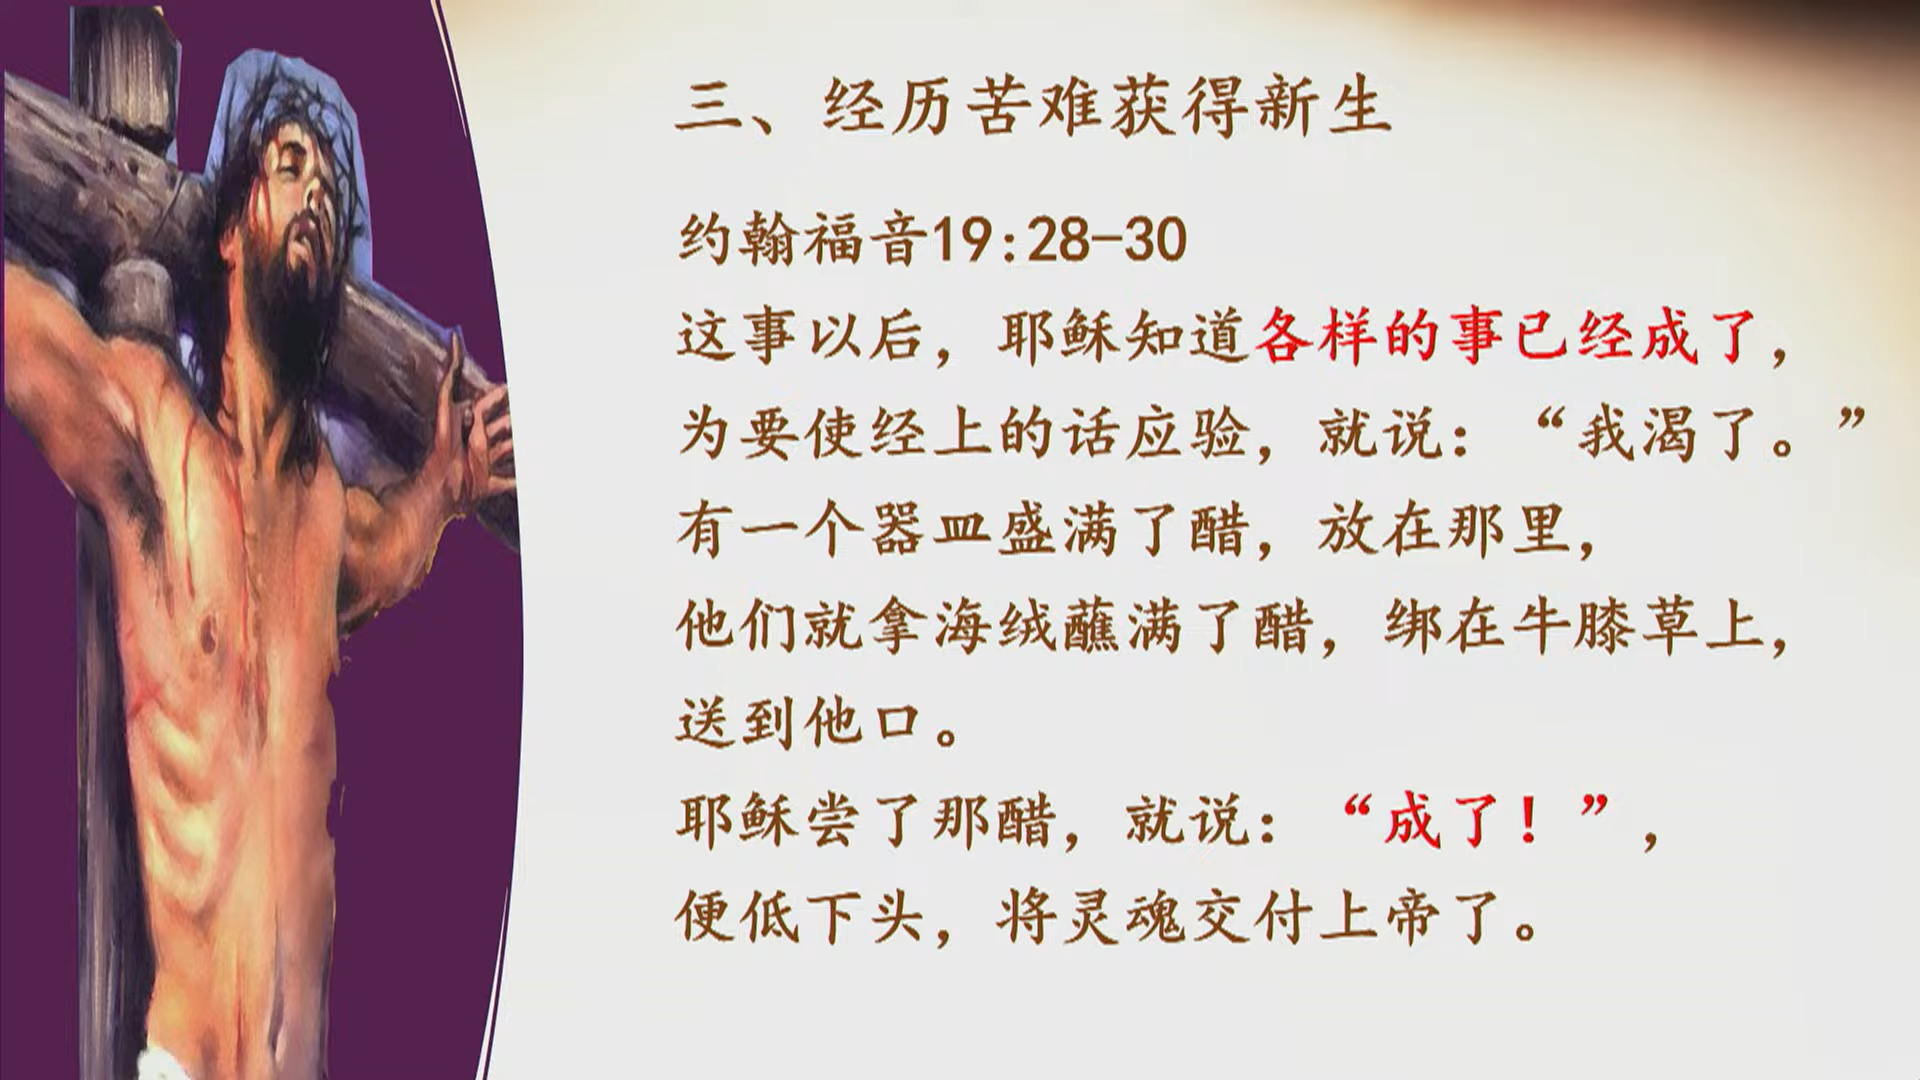 三、经历苦难获得新生
约翰福音19:28-30
这事以后，耶稣知道各样的事已经成了，
为要使经上的话应验，就说：“我渴了。”
有一个器皿盛满了醋，放在那里，
他们就拿海绒蘸满了醋，绑在牛膝草上，
送到他口。
耶稣尝了那醋，就说：“成了！”，
便低下头，将灵魂交付上帝了。